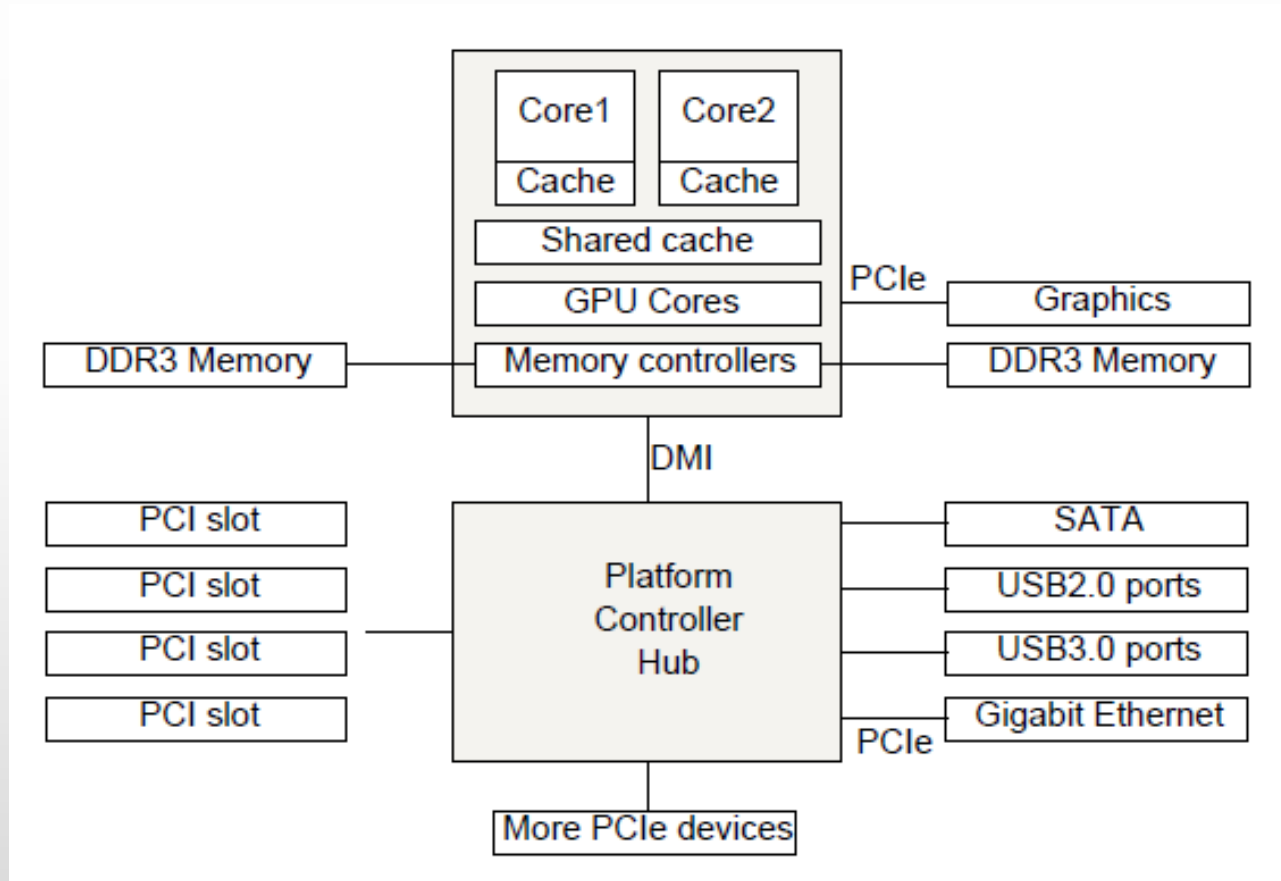 Core1
Core2
Cache
Cache
Shared cache
PCIe
GPU Cores
Graphics
DDR3 Memory
Memory controllers
DDR3 Memory
DMI
PCI slot
SATA
PCI slot
Platform
Controller
Hub
USB2.0 ports
PCI slot
USB3.0 ports
PCI slot
Gigabit Ethernet
PCIe
More PCIe devices